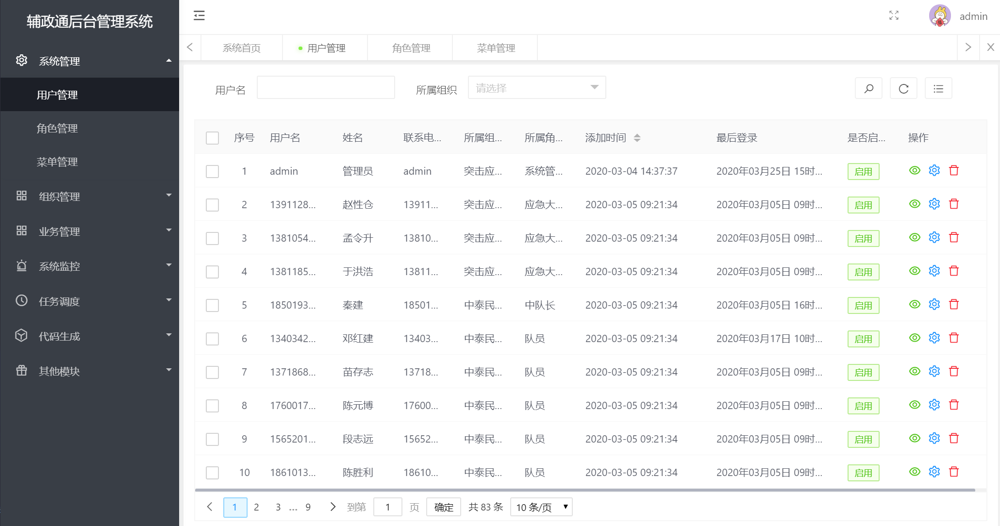 辅政通后台管理系统
系统管理
用户管理
角色管理
菜单管理
组织管理
业务管理
系统监控
任务调度
代码生成
其他模块
admin
系统首页 用户管理 角色管理 菜单管理
用户名 所属组织 请选择
序号 用户名 姓名 联系电... 所属组... 所属角... 添加时间 最后登录 是否启... 操作
1 admin 管理员 admin 突击应... 系统管... 2020-03-04 14:37:37 2020年03月25日 15时... 启用
2 1391128... 赵性仓 13911... 突击应... 应急大... 2020-03-05 09:21:34 2020年03月05日 09时... 启用
3 1381054... 孟令升 13810... 突击应... 应急大... 2020-03-05 09:21:34 2020年03月05日 09时... 启用
4 1381185... 于洪浩 13811... 突击应... 应急大... 2020-03-05 09:21:34 2020年03月05日 09时... 启用
5 1850193... 秦建 18501... 中泰民... 中队长 2020-03-05 09:21:34 2020年03月05日 16时... 启用
6 1340342... 邓红建 13403... 中泰民... 队员 2020-03-05 09:21:34 2020年03月17日 10时... 启用
7 1371868... 苗存志 13718... 中泰民... 队员 2020-03-05 09:21:34 2020年03月05日 09时... 启用
8 1760017... 陈元博 17600... 中泰民... 队员 2020-03-05 09:21:34 2020年03月05日 09时... 启用
9 1565201... 段志远 15652... 中泰民... 队员 2020-03-05 09:21:34 2020年03月05日 09时... 启用
10 1861013... 陈胜利 18610... 中泰民... 队员 2020-03-05 09:21:34 2020年03月05日 09时... 启用
1 2 3 ... 9 到第 1 页 确定 共 83 条 10 条/页